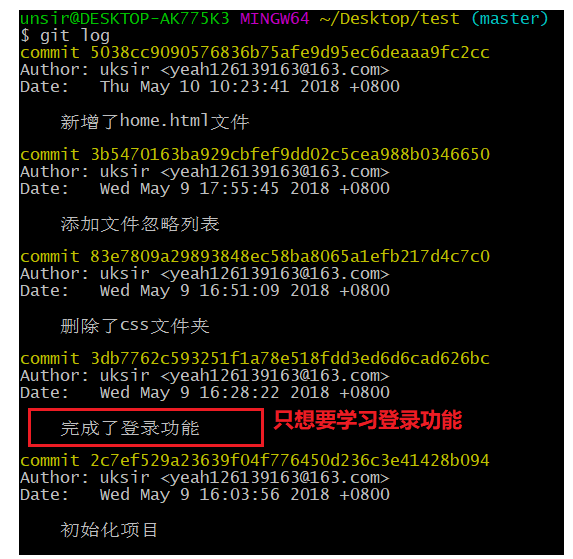 unsir@DESKTOP-AK775K3 MINGW64 ~/Desktop/test (master)
$ git log
commit 5038cc9090576836b75afe9d95ec6deaaa9fc2cc
Author: uksir <yeah126139163@163.com>
Date:   Thu May 10 10:23:41 2018 +0800
新增了home.html文件
commit 3b5470163ba929cbfef9dd02c5cea988b0346650
Author: uksir <yeah126139163@163.com>
Date:   Wed May 9 17:55:45 2018 +0800
添加文件忽略列表
commit 83e7809a29893848ec58ba8065a1efb217d4c7c0
Author: uksir <yeah126139163@163.com>
Date:   Wed May 9 16:51:09 2018 +0800
删除了css文件夹
commit 3db7762c593251f1a78e518fdd3ed6d6cad626bc
Author: uksir <yeah126139163@163.com>
Date:   Wed May 9 16:28:22 2018 +0800
完成了登录功能 只想要学习登录功能
commit 2c7ef529a23639f04f776450d236c3e41428b094
Author: uksir <yeah126139163@163.com>
Date:   Wed May 9 16:03:56 2018 +0800
初始化项目